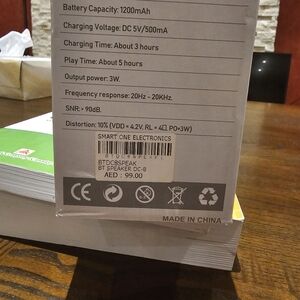 Battery Capacity: 1200mAh
Charging Voltage: DC 5V/500mA
Charging Time: About 3 hours
Play Time: About 5 hours
Output power: 3W.
Frequency response: 20Hz - 20KHz.
SNR: > 90dB.
Distortion: 10% (VDD = 4.2V, RL = 4Ω, PO=3W)
SMART ONE ELECTRONICS
BTDC8SPEAK
BT SPEAKER DC-8
AED : 99.00
CE
MADE IN CHINA